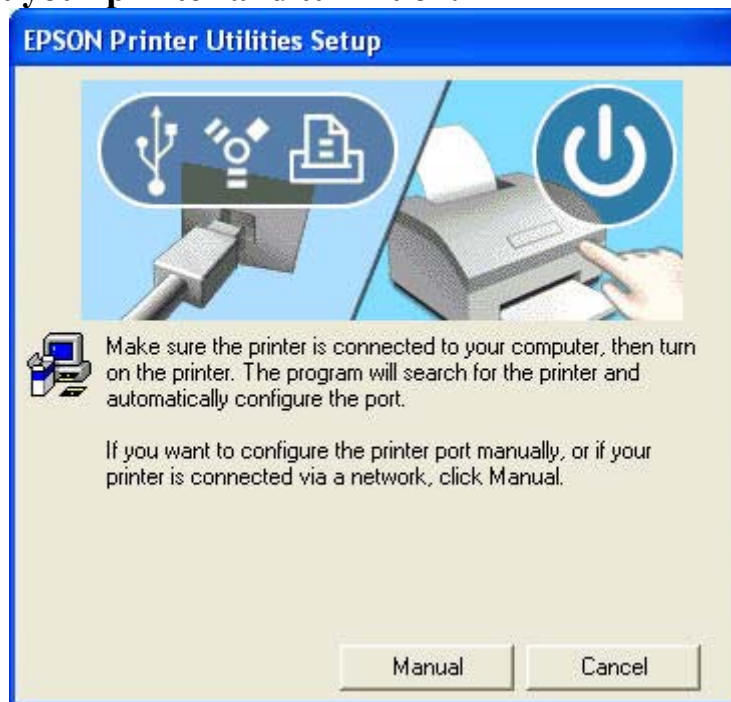 EPSON Printer Utilities Setup
Make sure the printer is connected to your computer, then turn
on the printer. The program will search for the printer and
automatically configure the port.
If you want to configure the printer port manually, or if your
printer is connected via a network, click Manual.
Manual
Cancel